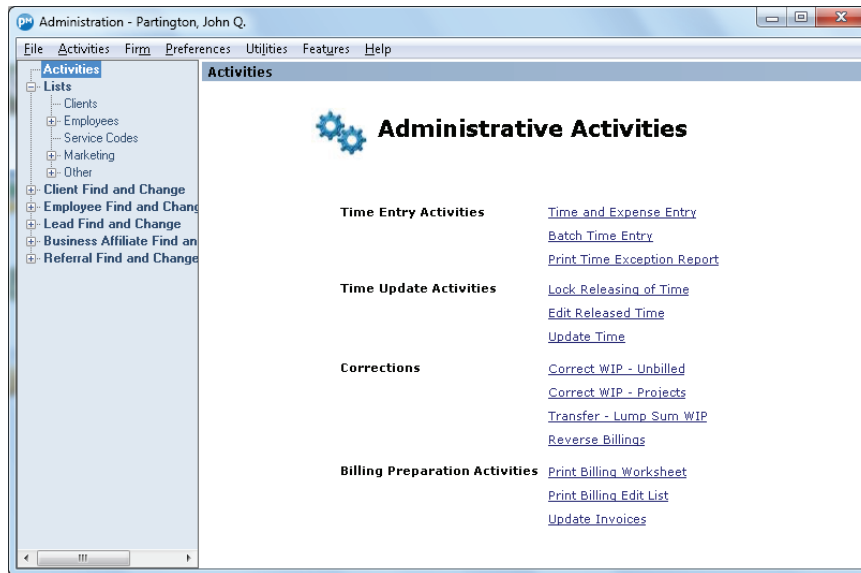 PM Administration - Partington, John Q.
File Activities Firm Preferences Utilities Features Help
Activities
Lists
Clients
Employees
Service Codes
Marketing
Other
Client Find and Change
Employee Find and Chang
Lead Find and Change
Business Affiliate Find an
Referral Find and Change
Activities
Administrative Activities
Time Entry Activities
Time and Expense Entry
Batch Time Entry
Print Time Exception Report
Time Update Activities
Lock Releasing of Time
Edit Released Time
Update Time
Corrections
Correct WIP - Unbilled
Correct WIP - Projects
Transfer - Lump Sum WIP
Reverse Billings
Billing Preparation Activities
Print Billing Worksheet
Print Billing Edit List
Update Invoices